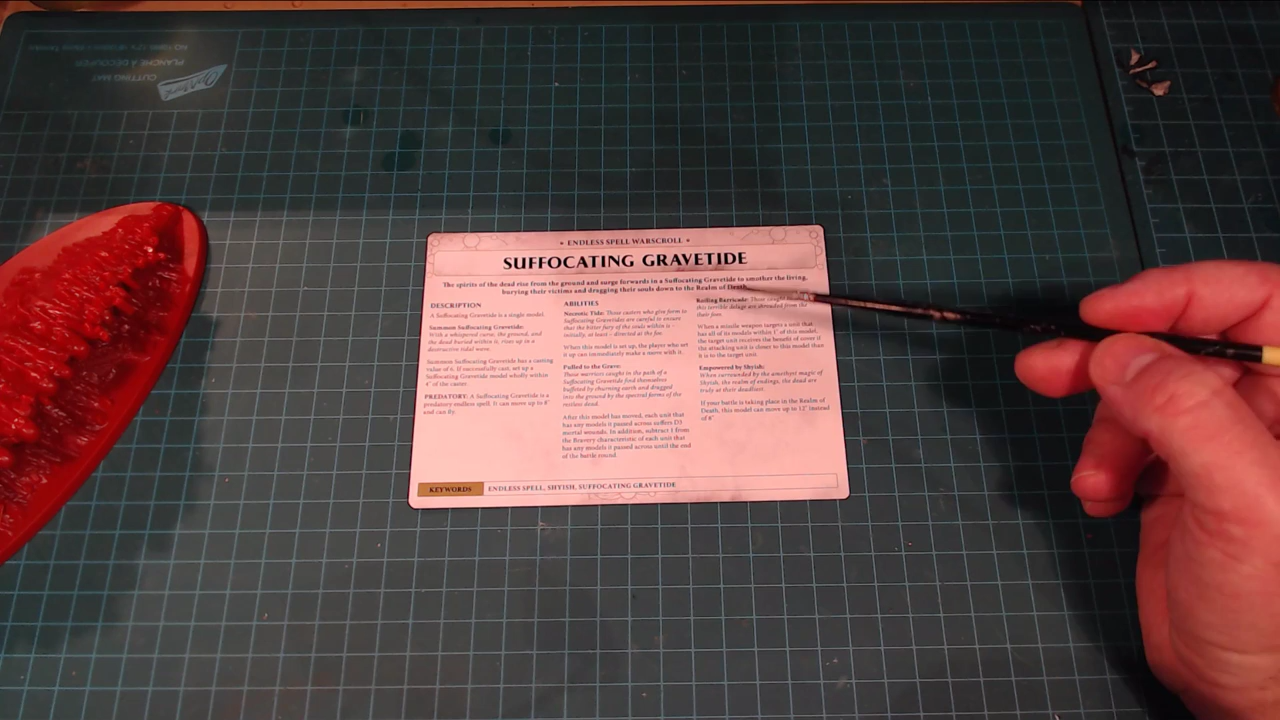 • ENDLESS SPELL WARSCROLL •
SUFFOCATING GRAVETIDE
The spirits of the dead rise from the ground and surge forwards in a Suffocating Gravetide to smother the living,
burying their victims and dragging their souls down to the Realm of Death.
DESCRIPTION
A Suffocating Gravetide is a single model.
Summon Suffocating Gravetide:
With a whispered curse, the ground, and
the dead buried within it, rises up in a
destructive tidal wave.
Summon Suffocating Gravetide has a casting
value of 6. If successfully cast, set up a
Suffocating Gravetide model wholly within
of the caster.
PREDATORY: A Suffocating Gravetide is a
predatory endless spell. It can move up to 8"
and can fly.
ABILITIES
Necrotic Tide: Those casters who give form to
Suffocating Gravetides are careful to ensure
that the bitter fury of the souls within is –
initially, at least – directed at the foe.
When this model is set up, the player who set
it up can immediately make a move with it.
Pulled to the Grave:
Those warriors caught in the path of a
Suffocating Gravetide find themselves
buffeted by churning earth and dragged
into the ground by the spectral forms of the
restless dead.
After this model has moved, each unit that
has any models it passed across suffers D3
mortal wounds. In addition, subtract 1 from
the Bravery characteristic of each unit that
has any models it passed across until the end
of the battle round.
Rolling Barricade: Those caught
this terrible deluge are shrouded from the
their foes.
When a missile weapon targets a unit that
has all of its models within 1" of this model,
the target unit receives the benefit of cover if
the attacking unit is closer to this model than
it is to the target unit.
Empowered by Shyish:
When surrounded by the amethyst magic of
Shyish, the realm of endings, the dead are
truly at their deadliest.
If your battle is taking place in the Realm of
Death, this model can move up to 12" instead
of
KEYWORDS
ENDLESS SPELL, SHYISH, SUFFOCATING GRAVETIDE
CUTTING MAT
PLANCHE À DÉCOUPER